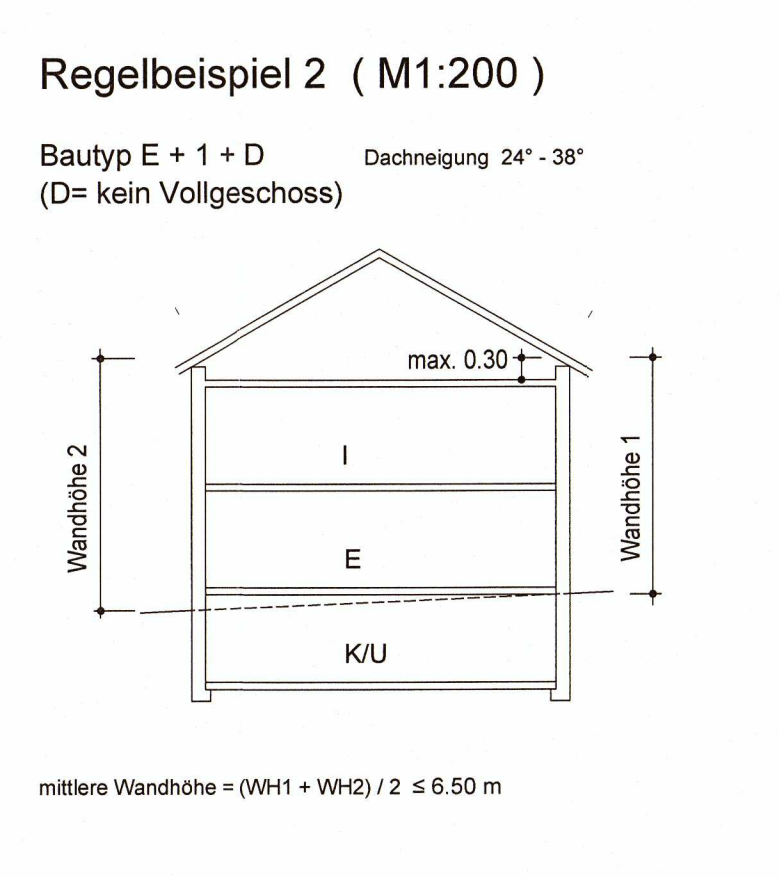 Regelbeispiel 2 ( M1:200 )
Bautyp E + 1 + D
Dachneigung 24° - 38°
(D= kein Vollgeschoss)
max. 0.30
Wandhöhe 2
I
Wandhöhe 1
E
K/U
mittlere Wandhöhe = (WH1 + WH2) / 2 ≤ 6.50 m